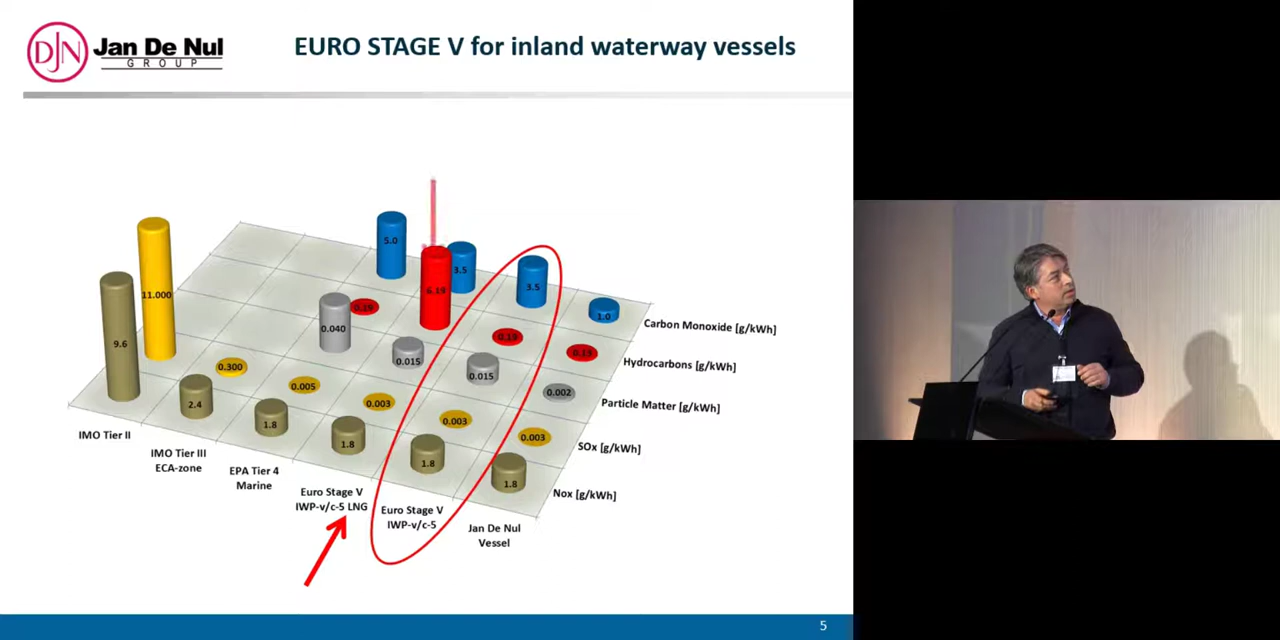 DJN
Jan De Nul
GROUP
EURO STAGE V for inland waterway vessels
5.0
3.5
3.5
1.0
Carbon Monoxide [g/kWh]
0.19
6.19
0.19
0.13
Hydrocarbons [g/kWh]
0.040
0.015
0.015
0.002
Particle Matter [g/kWh]
11.000
0.300
0.005
0.003
0.003
0.003
SOx [g/kWh]
9.6
2.4
1.8
1.8
1.8
1.8
Nox [g/kWh]
IMO Tier II
IMO Tier III
ECA-zone
EPA Tier 4
Marine
Euro Stage V
IWP-v/c-5 LNG
Euro Stage V
IWP-v/c-5
Jan De Nul
Vessel
5